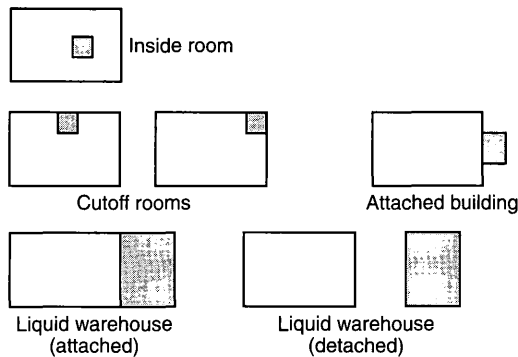 Inside room
Cutoff rooms
Attached building
Liquid warehouse
(attached)
Liquid warehouse
(detached)